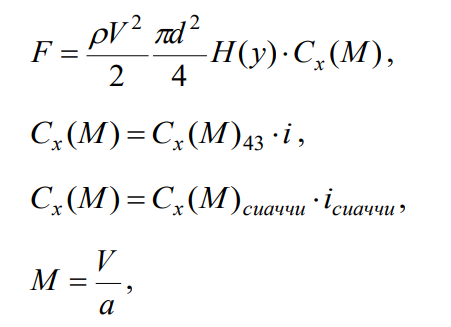 F = ρV²/2 πd²/4 H(y)·Cₓ(M),
Cₓ(M) = Cₓ(M)₄₃ · i,
Cₓ(M) = Cₓ(M)сиаччи · iсиаччи,
M = V/a,